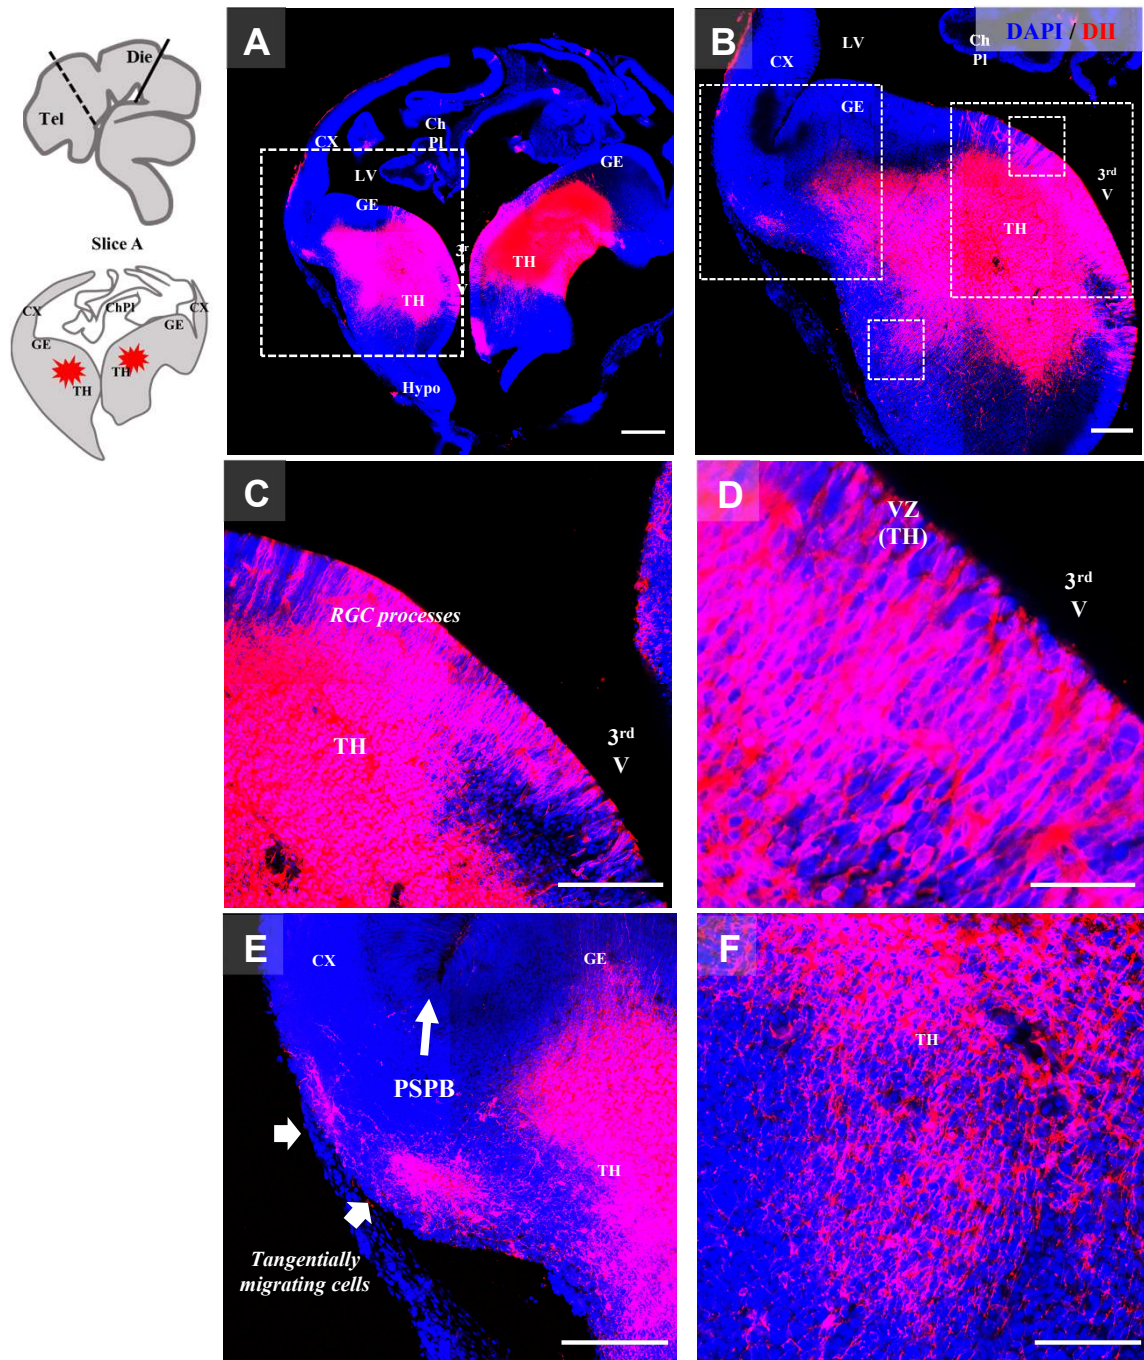 Die
Tel
Slice A
CX
ChPl
CX
GE
GE
TH
TH
A
CX
Ch
Pl
LV
GE
GE
3r
TH
V
TH
Hypo
B
DAPI / DII
LV
Ch
Pl
CX
GE
3rd
V
TH
C
RGC processes
TH
3rd
V
D
VZ
(TH)
3rd
V
E
CX
GE
PSPB
TH
Tangentially
migrating cells
F
TH